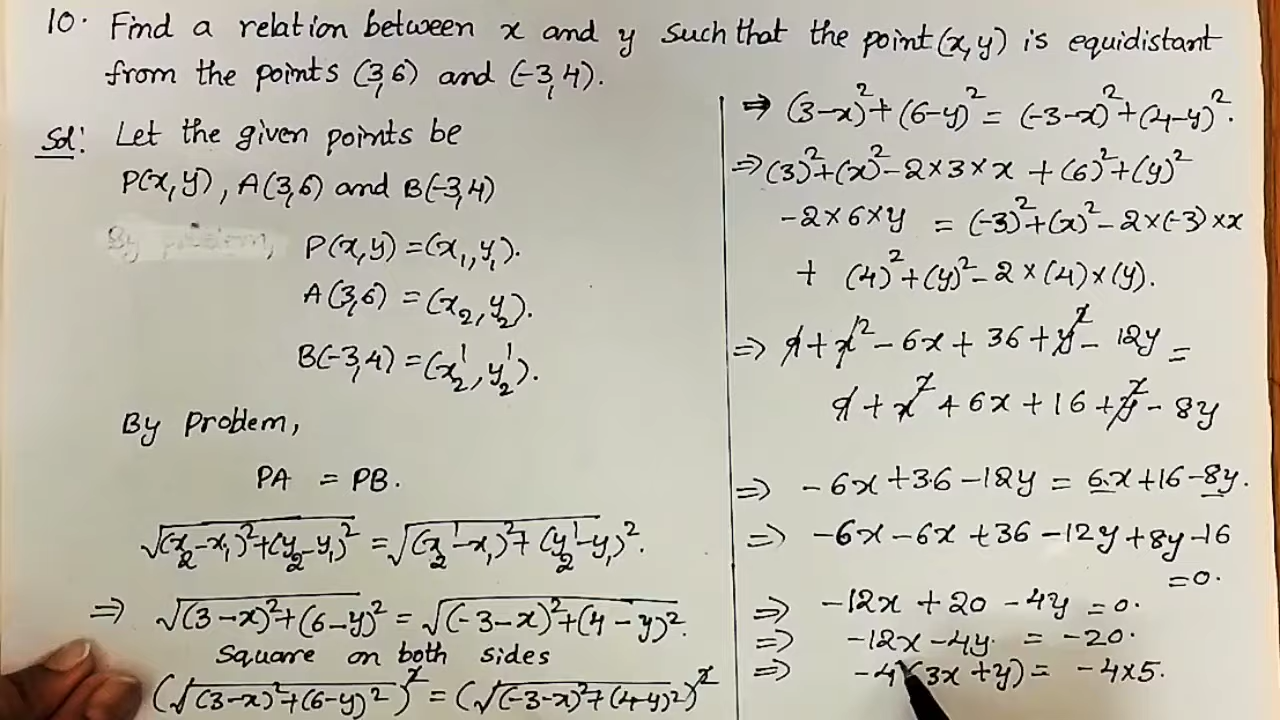 10. Find a relation between x and y such that the point (x,y) is equidistant
from the points (3,6) and (-3,4).
Sol: Let the given points be
P(x,y), A(3,6) and B(-3,4)
By problem,
P(x,y) = (x₁,y₁).
A(3,6) = (x₂,y₂).
B(-3,4) = (x₂',y₂').
By problem,
PA = PB.
√(x₂-x₁)²+(y₂-y₁)² = √(x₂'-x₁)²+(y₂'-y₁)².
⇒ √(3-x)²+(6-y)² = √(-3-x)²+(4-y)².
Square on both sides
(√(3-x)²+(6-y)²)² = (√(-3-x)²+(4-y)²)²
⇒ (3-x)²+(6-y)² = (-3-x)²+(4-y)².
⇒ (3)²+(x)²-2×3×x + (6)²+(y)²
-2×6×y = (-3)²+(x)²-2×(-3)×x
+ (4)²+(y)²-2×(4)×(y).
⇒ 9+x²-6x+36+y²-12y =
9+x²+6x+16+y²-8y
⇒ -6x+36-12y = 6x+16-8y.
⇒ -6x-6x+36-12y+8y-16
=0.
⇒ -12x+20-4y=0.
⇒ -12x-4y = -20.
⇒ -4(3x+y) = -4×5.